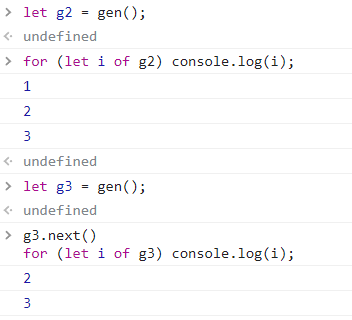 > let g2 = gen();
<· undefined
> for (let i of g2) console.log(i);
1
2
3
<· undefined
> let g3 = gen();
<· undefined
> g3.next()
for (let i of g3) console.log(i);
2
3